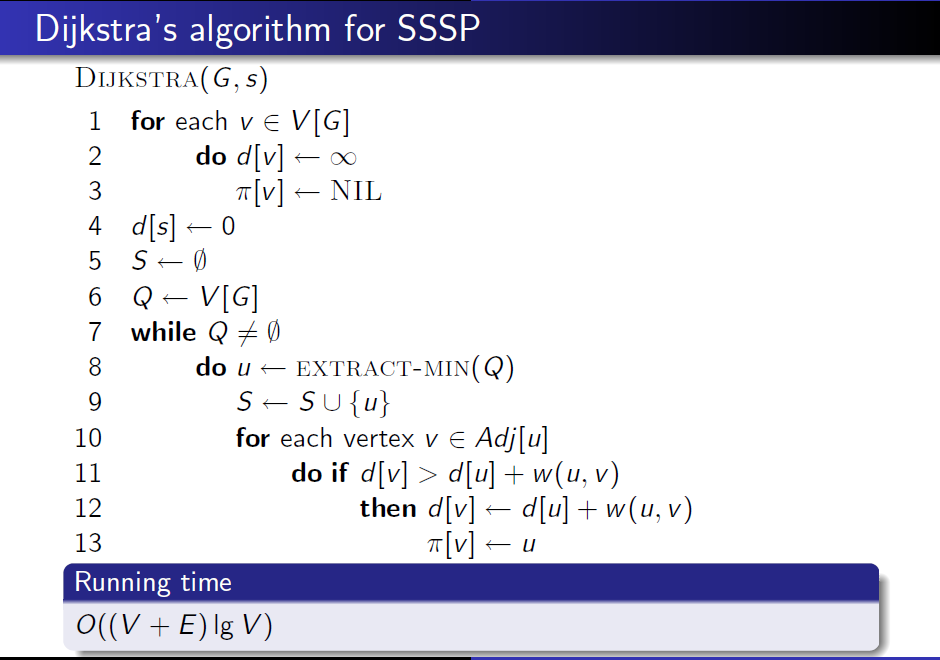 Dijkstra's algorithm for SSSP
DIJKSTRA(G, s)
1 for each v ∈ V[G]
2 do d[v] ← ∞
3 π[v] ← NIL
4 d[s] ← 0
5 S ← ∅
6 Q ← V[G]
7 while Q ≠ ∅
8 do u ← EXTRACT-MIN(Q)
9 S ← S ∪ {u}
10 for each vertex v ∈ Adj[u]
11 do if d[v] > d[u] + w(u, v)
12 then d[v] ← d[u] + w(u, v)
13 π[v] ← u
Running time
O((V + E) lg V)